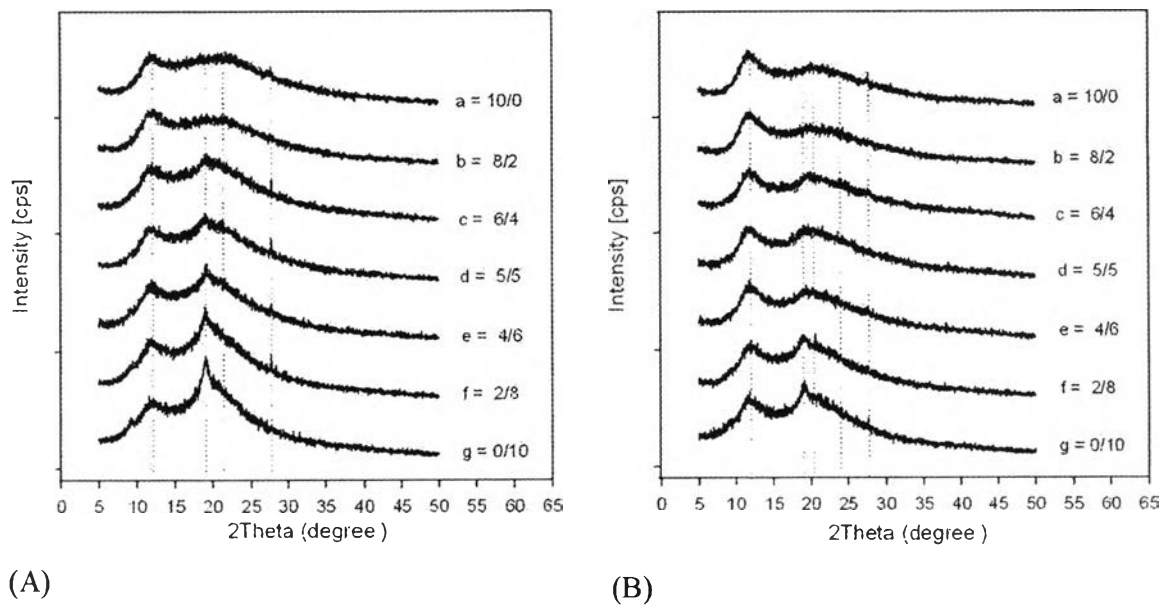 Intensity [cps]
a = 10/0
b = 8/2
c = 6/4
d = 5/5
e = 4/6
f = 2/8
g = 0/10
0 5 10 15 20 25 30 35 40 45 50 55 60 65
2Theta (degree )
(A)
Intensity [cps]
a = 10/0
b = 8/2
c = 6/4
d = 5/5
e = 4/6
f = 2/8
g = 0/10
0 5 10 15 20 25 30 35 40 45 50 55 60 65
2Theta (degree )
(B)